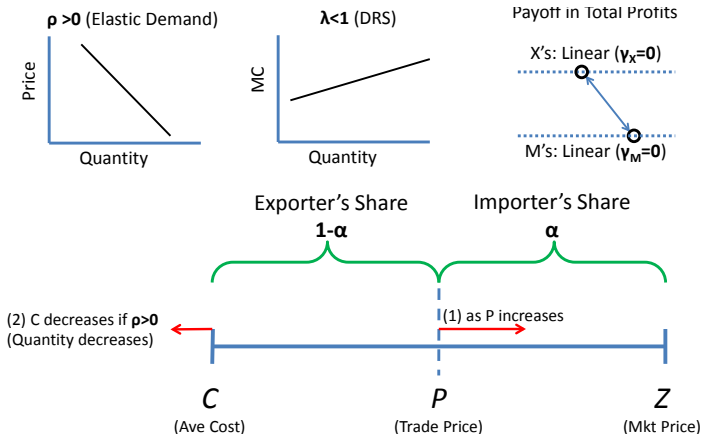 ρ >0 (Elastic Demand)
Price
Quantity
λ<1 (DRS)
MC
Quantity
Payoff in Total Profits
X's: Linear (γX=0)
M's: Linear (γM=0)
Exporter's Share
1-α
Importer's Share
α
(2) C decreases if ρ>0
(Quantity decreases)
(1) as P increases
C
(Ave Cost)
P
(Trade Price)
Z
(Mkt Price)